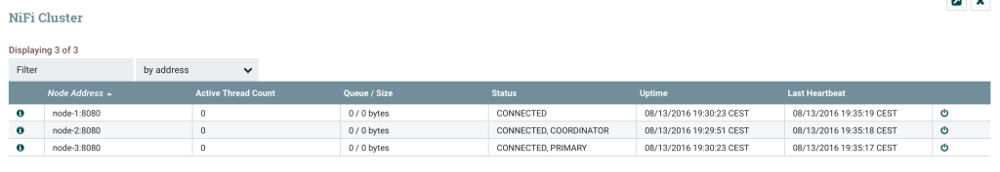 NiFi Cluster
Displaying 3 of 3
Filter by address
Node Address Active Thread Count Queue / Size Status Uptime Last Heartbeat
node-1:8080 0 0 / 0 bytes CONNECTED 08/13/2016 19:30:23 CEST 08/13/2016 19:35:19 CEST
node-2:8080 0 0 / 0 bytes CONNECTED, COORDINATOR 08/13/2016 19:29:51 CEST 08/13/2016 19:35:18 CEST
node-3:8080 0 0 / 0 bytes CONNECTED, PRIMARY 08/13/2016 19:30:23 CEST 08/13/2016 19:35:17 CEST